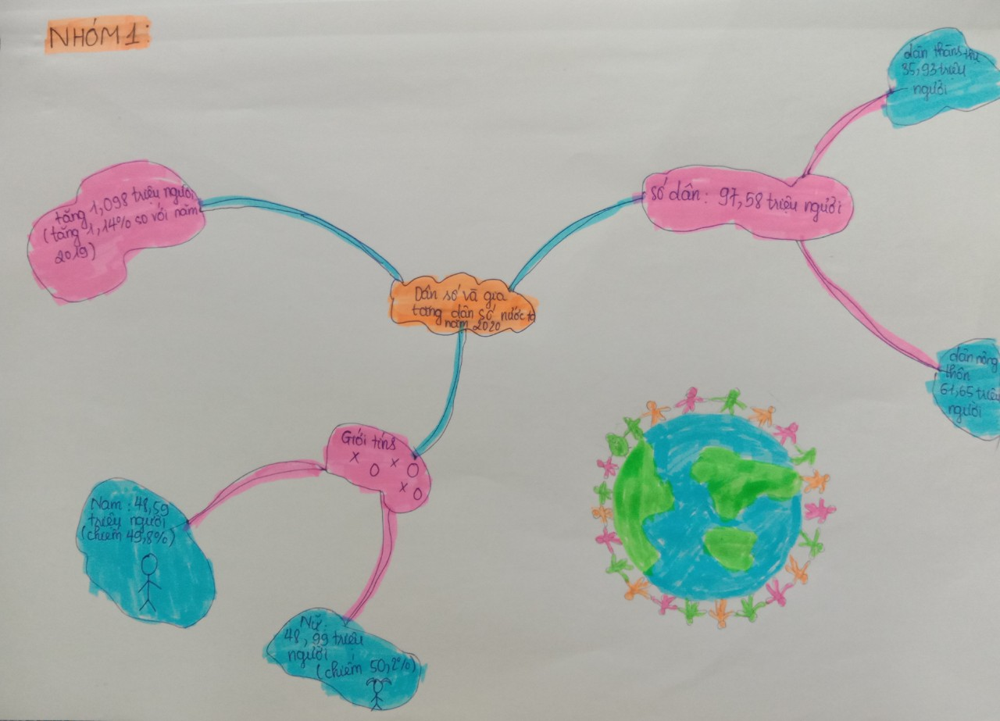 NHÓM 1:
dân thành thị
35,93 triệu
người
tăng 1,098 triệu người
(tăng 1,14% so với năm
2019)
số dân: 97,58 triệu người
Dân số và gia
tăng dân số nước ta
năm 2020
dân nông
thôn
61,65 triệu
người
Giới tính
x x
O O
x O
Nam: 48,59
triệu người
(chiếm 49,8%)
Nữ:
48,99 triệu
người
(chiếm 50,2%)